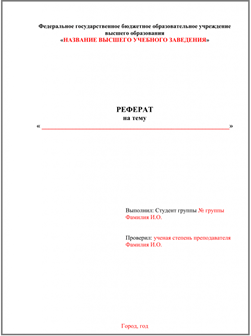 Федеральное государственное бюджетное образовательное учреждение
высшего образования
«НАЗВАНИЕ ВЫСШЕГО УЧЕБНОГО ЗАВЕДЕНИЯ»
РЕФЕРАТ
на тему
«______________________________»
Выполнил: Студент группы № группы
Фамилия И.О.
Проверил: ученая степень преподавателя
Фамилия И.О.
Город, год